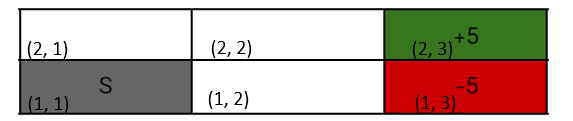 (2, 1) (2, 2) (2, 3) +5
S
(1, 1) (1, 2) (1, 3) -5